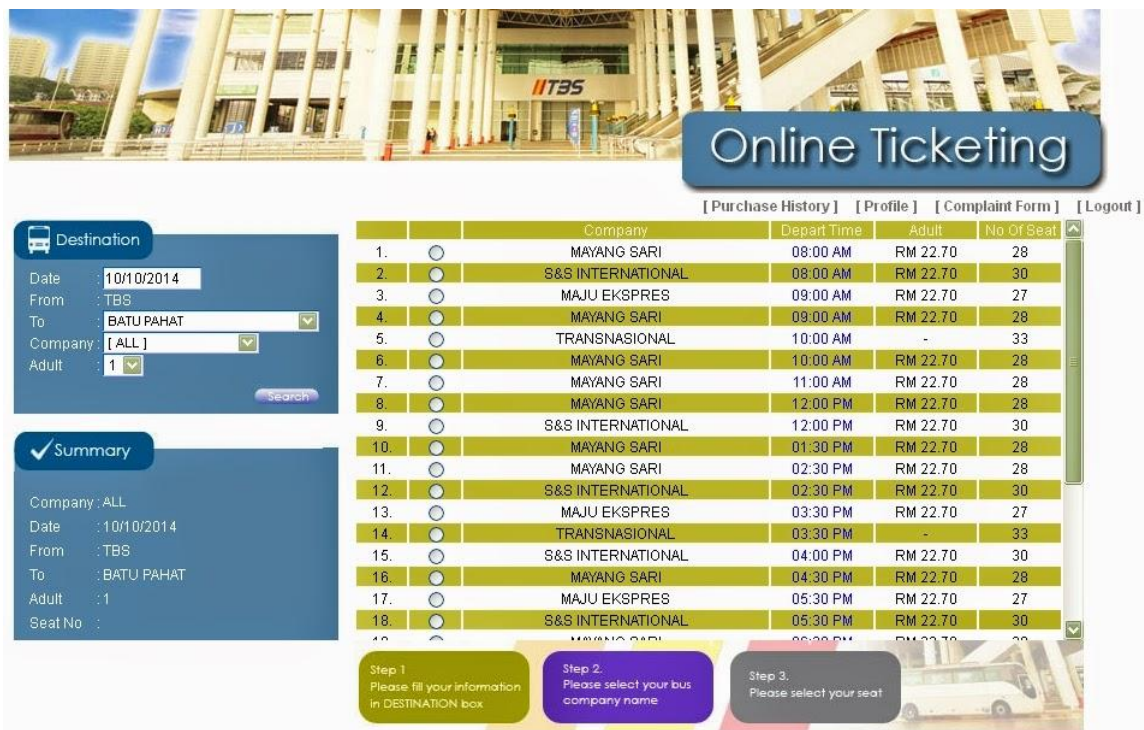 TBS
Online Ticketing
[ Purchase History ] [ Profile ] [ Complaint Form ] [ Logout ]
Destination
Date : 10/10/2014
From : TBS
To : BATU PAHAT
Company : [ ALL ]
Adult : 1
Search
Summary
Company : ALL
Date : 10/10/2014
From : TBS
To : BATU PAHAT
Adult : 1
Seat No :
Company Depart Time Adult No Of Seat
1. MAYANG SARI 08:00 AM RM 22.70 28
2. S&S INTERNATIONAL 08:00 AM RM 22.70 30
3. MAJU EKSPRES 09:00 AM RM 22.70 27
4. MAYANG SARI 09:00 AM RM 22.70 28
5. TRANSNASIONAL 10:00 AM - 33
6. MAYANG SARI 10:00 AM RM 22.70 28
7. MAYANG SARI 11:00 AM RM 22.70 28
8. MAYANG SARI 12:00 PM RM 22.70 28
9. S&S INTERNATIONAL 12:00 PM RM 22.70 30
10. MAYANG SARI 01:30 PM RM 22.70 28
11. MAYANG SARI 02:30 PM RM 22.70 28
12. S&S INTERNATIONAL 02:30 PM RM 22.70 30
13. MAJU EKSPRES 03:30 PM RM 22.70 27
14. TRANSNASIONAL 03:30 PM - 33
15. S&S INTERNATIONAL 04:00 PM RM 22.70 30
16. MAYANG SARI 04:30 PM RM 22.70 28
17. MAJU EKSPRES 05:30 PM RM 22.70 27
18. S&S INTERNATIONAL 05:30 PM RM 22.70 30
Step 1
Please fill your information
in DESTINATION box
Step 2.
Please select your bus
company name
Step 3.
Please select your seat